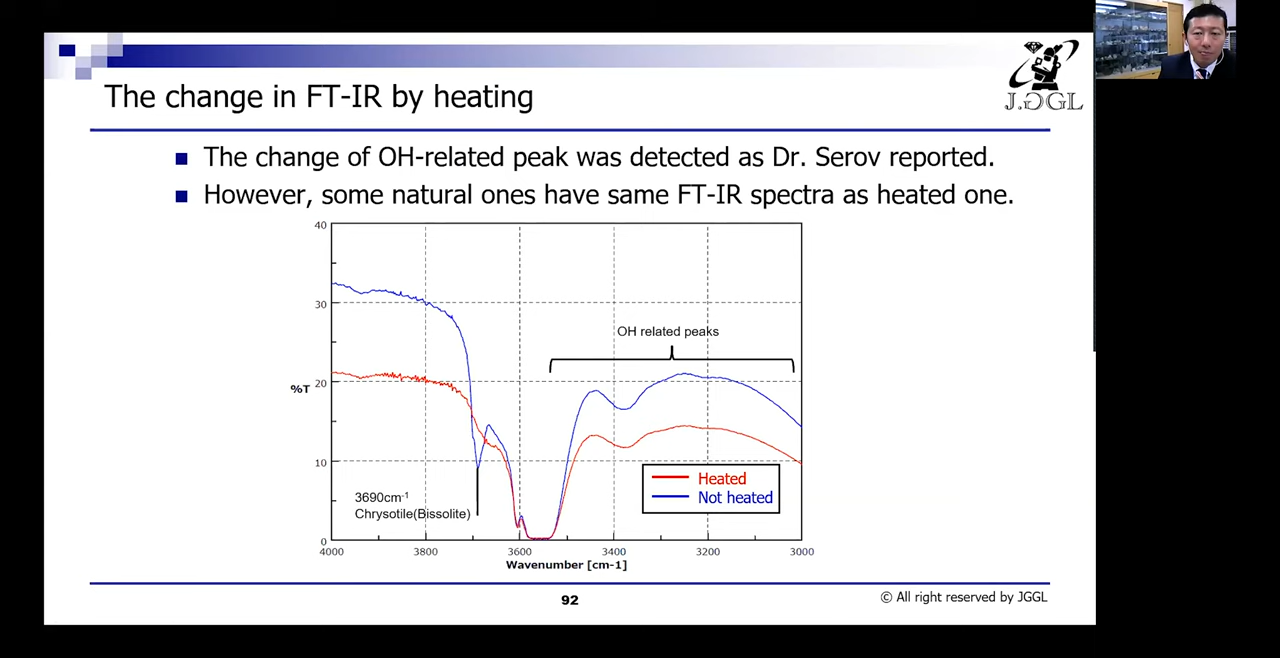 The change in FT-IR by heating
J.GGL
The change of OH-related peak was detected as Dr. Serov reported.
However, some natural ones have same FT-IR spectra as heated one.
40
30
20
10
0
%T
OH related peaks
Heated
Not heated
3690cm-1
Chrysotile(Bissolite)
4000 3800 3600 3400 3200 3000
Wavenumber [cm-1]
92
© All right reserved by JGGL